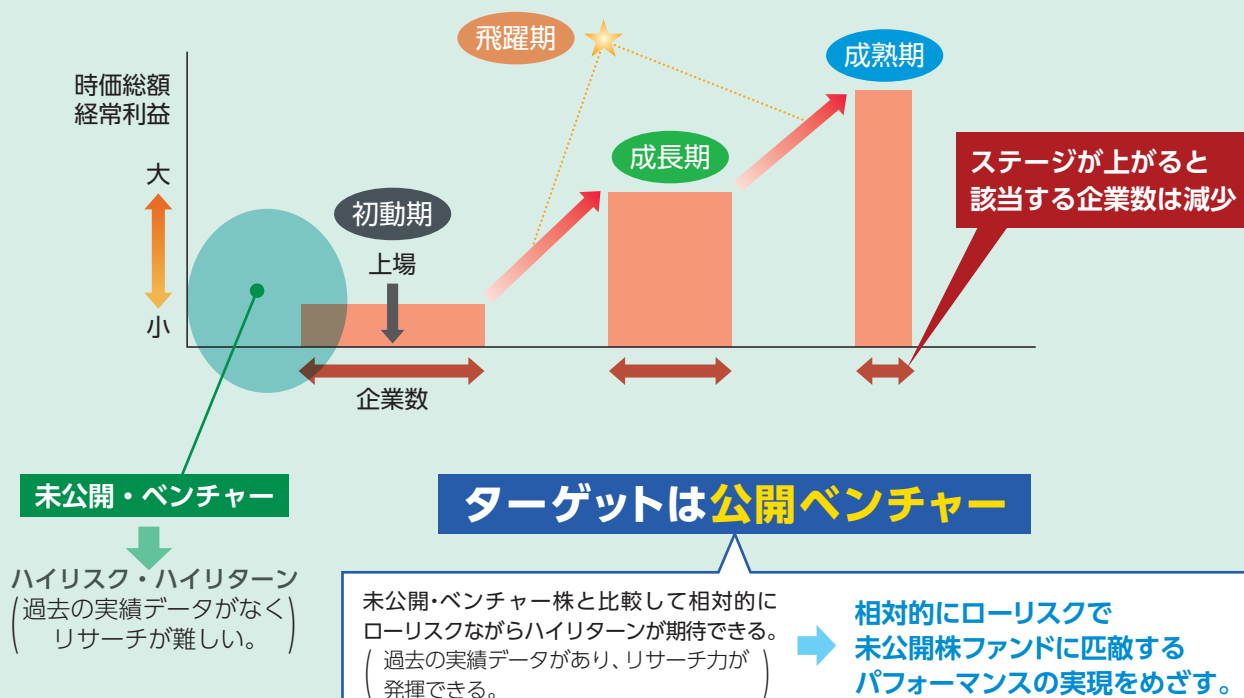 飛躍期
成熟期
時価総額
経常利益
大
小
初動期
上場
成長期
ステージが上がると
該当する企業数は減少
企業数
未公開・ベンチャー
ハイリスク・ハイリターン
(過去の実績データがなく
リサーチが難しい。)
ターゲットは公開ベンチャー
未公開・ベンチャー株と比較して相対的に
ローリスクながらハイリターンが期待できる。
(過去の実績データがあり、リサーチ力が
発揮できる。)
相対的にローリスクで
未公開株ファンドに匹敵する
パフォーマンスの実現をめざす。